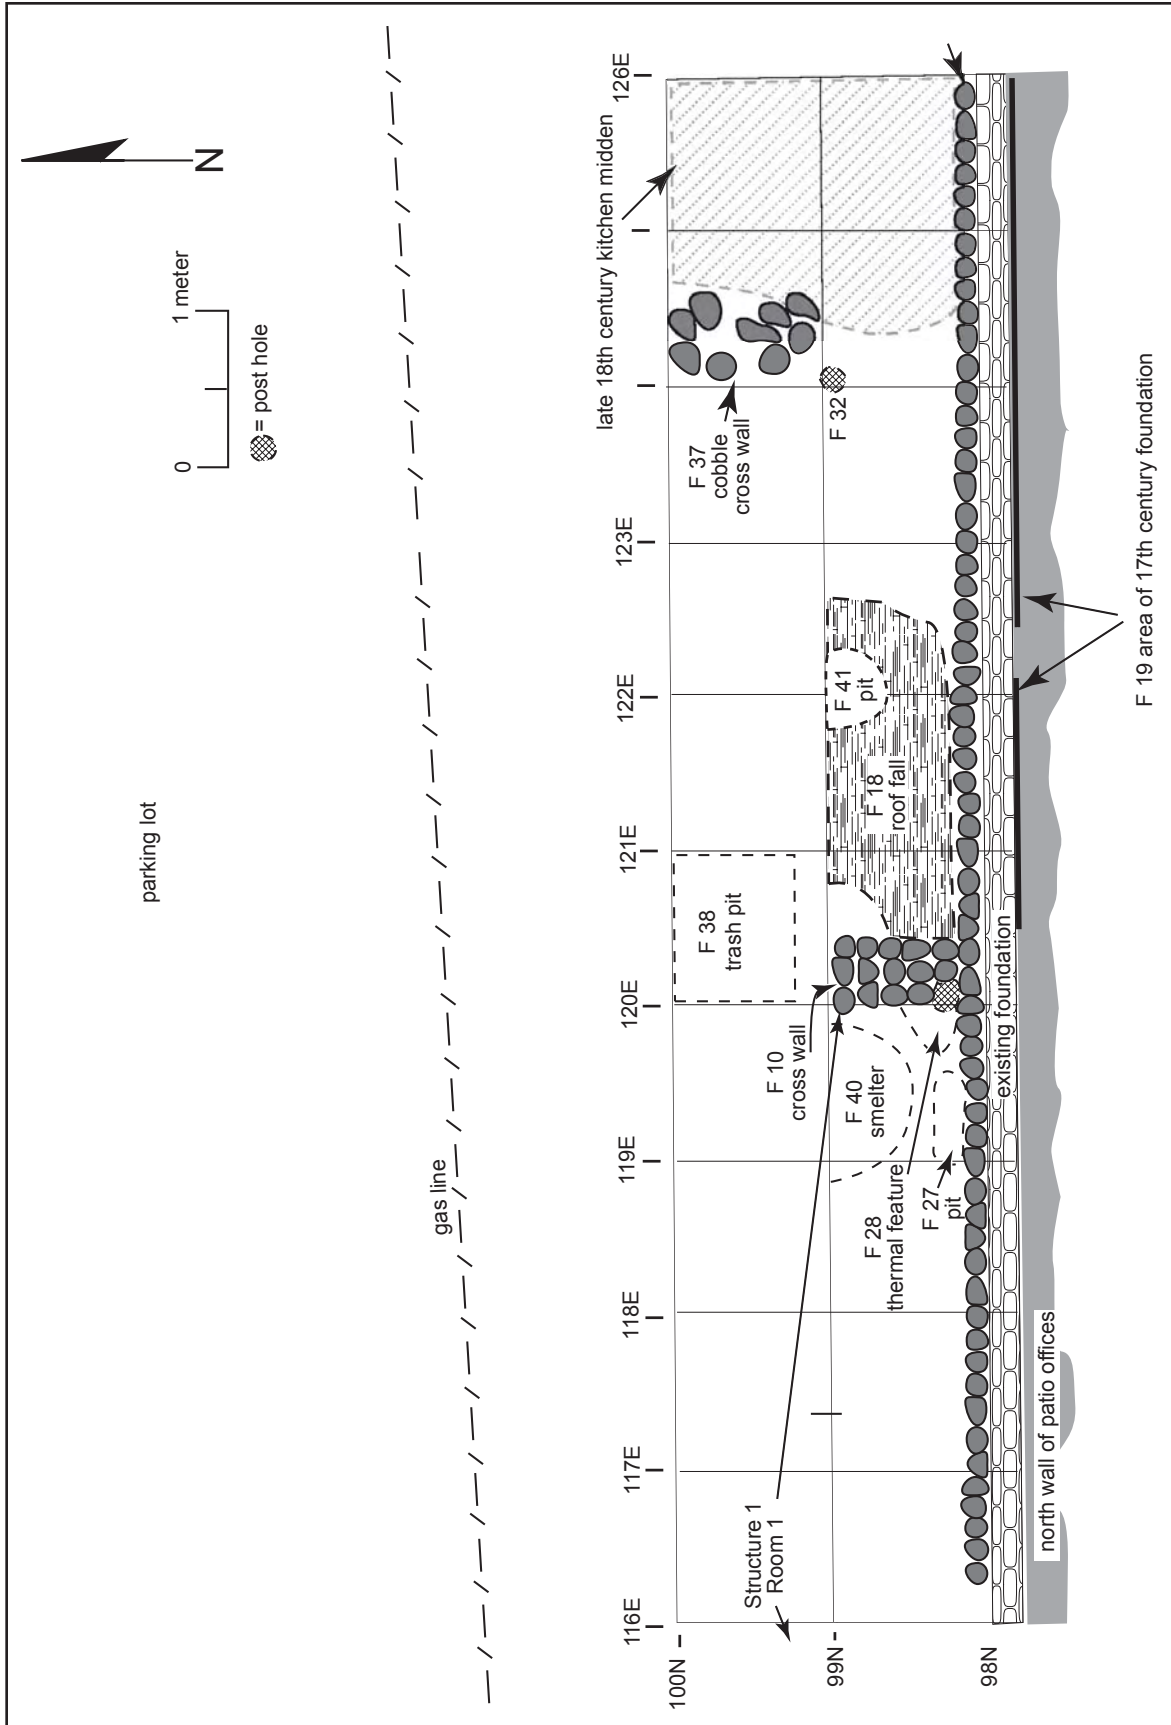 parking lot
N
0
1 meter
= post hole
gas line
late 18th century kitchen midden
116E
117E
118E
119E
120E
121E
122E
123E
126E
100N
99N
98N
Structure 1
Room 1
F 10
cross wall
F 38
trash pit
F 37
cobble
cross wall
F 32
F 40
smelter
F 28
thermal feature
F 27
pit
F 18
roof fall
F 41
pit
existing foundation
north wall of patio offices
F 19 area of 17th century foundation